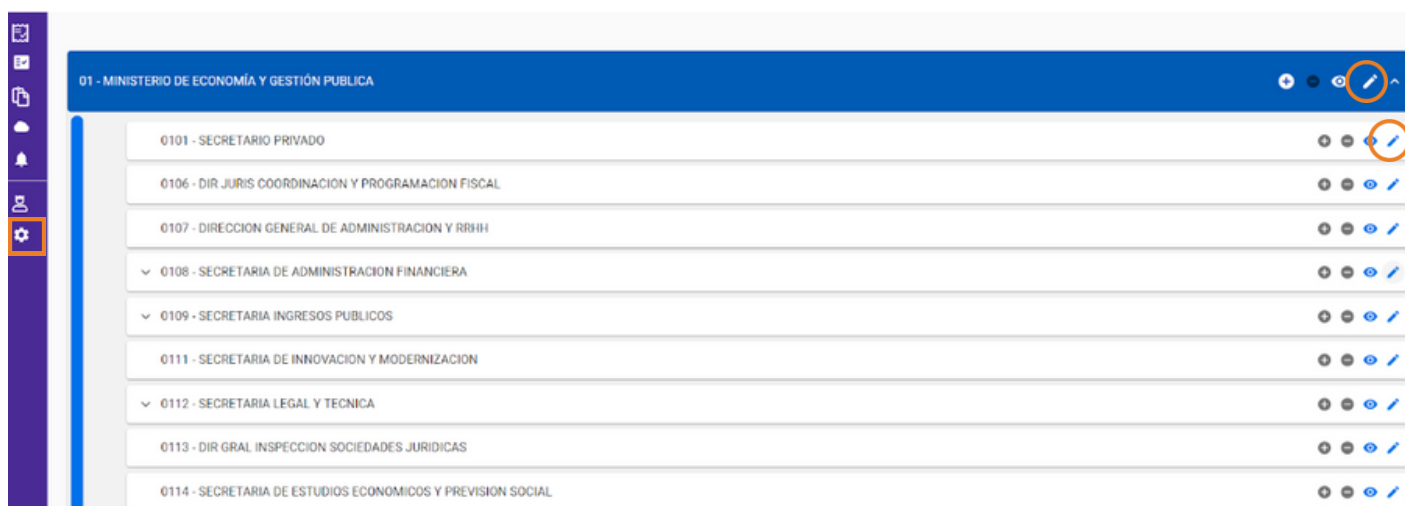 01 - MINISTERIO DE ECONOMÍA Y GESTIÓN PUBLICA
0101 - SECRETARIO PRIVADO
0106 - DIR JURIS COORDINACION Y PROGRAMACION FISCAL
0107 - DIRECCION GENERAL DE ADMINISTRACION Y RRHH
0108 - SECRETARIA DE ADMINISTRACION FINANCIERA
0109 - SECRETARIA INGRESOS PUBLICOS
0111 - SECRETARIA DE INNOVACION Y MODERNIZACION
0112 - SECRETARIA LEGAL Y TECNICA
0113 - DIR GRAL INSPECCION SOCIEDADES JURIDICAS
0114 - SECRETARIA DE ESTUDIOS ECONOMICOS Y PREVISION SOCIAL